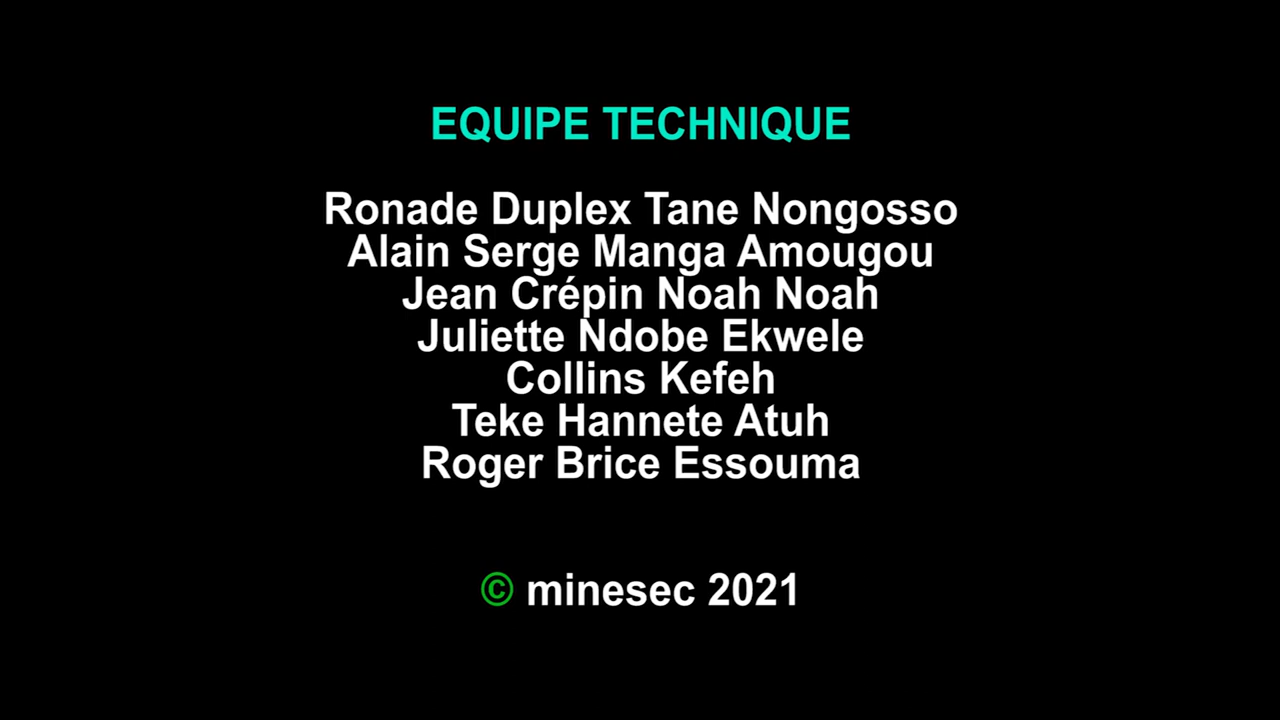 EQUIPE TECHNIQUE
Ronade Duplex Tane Nongosso
Alain Serge Manga Amougou
Jean Crépin Noah Noah
Juliette Ndobe Ekwele
Collins Kefeh
Teke Hannete Atuh
Roger Brice Essouma
© minesec 2021